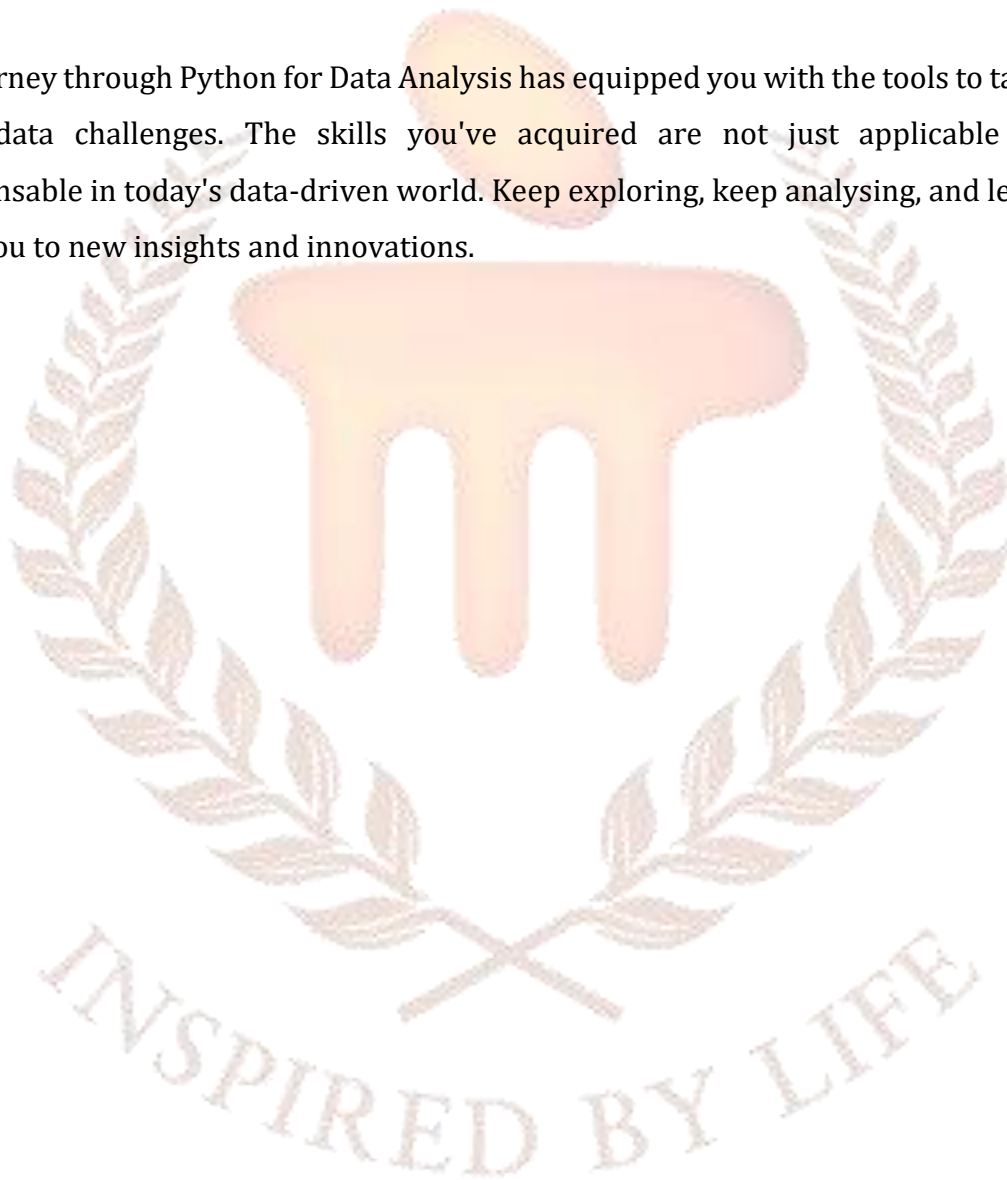 rney through Python for Data Analysis has equipped you with the tools to ta
data challenges. The skills you've acquired are not just applicable
nsable in today's data-driven world. Keep exploring, keep analysing, and le
ou to new insights and innovations.
INSPIRED BY LIFE